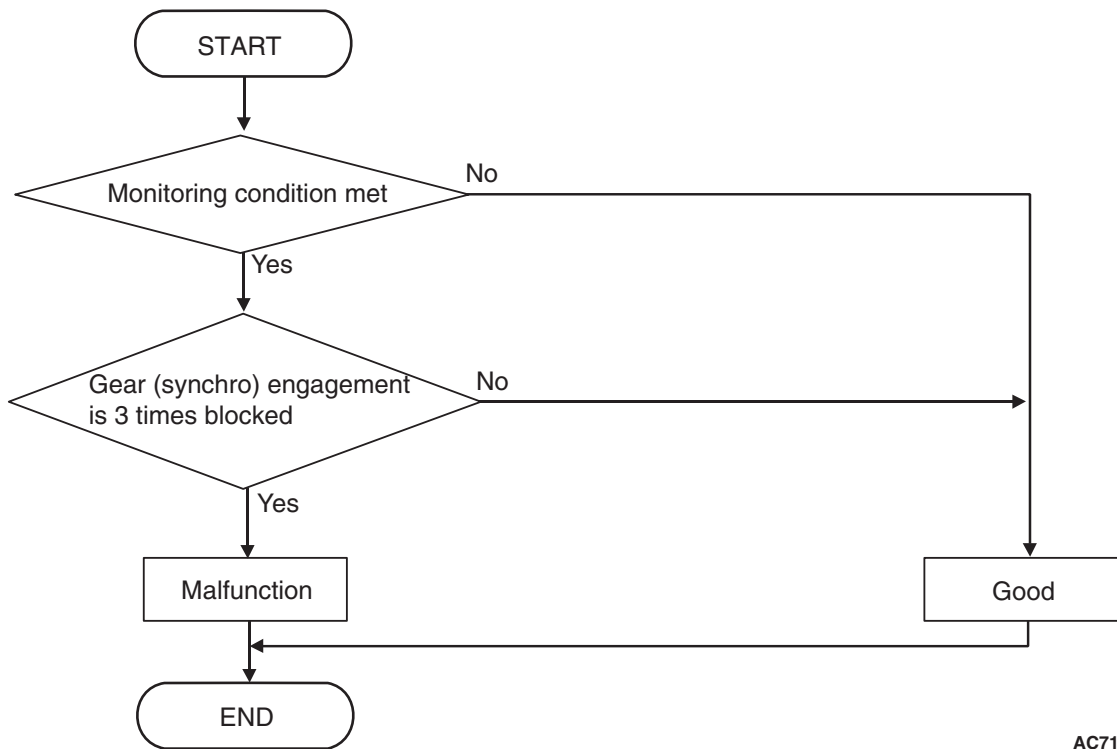 START
Monitoring condition met
No
Yes
Gear (synchro) engagement
is 3 times blocked
No
Yes
Malfunction
Good
END
AC71